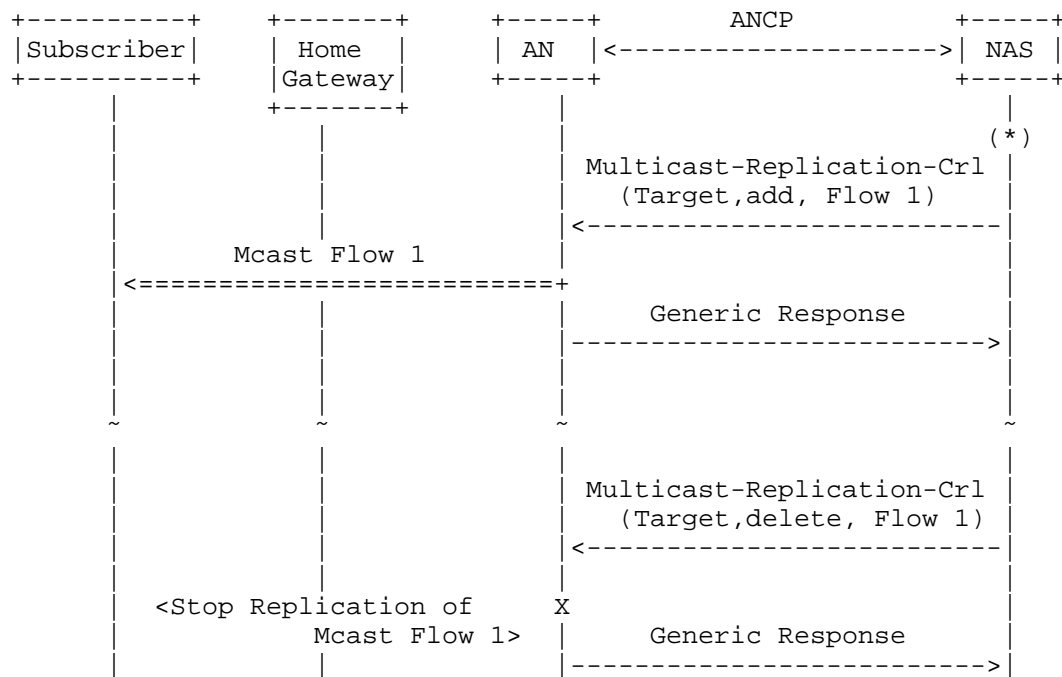 +----------+    +-------+     +-----+        ANCP            +-----+
|Subscriber|    | Home  |     | AN  |<--------------------->| NAS |
+----------+    |Gateway|     +-----+                        +-----+
      |         +-------+        |                              |
      |            |             |                             (*)
      |            |             | Multicast-Replication-Crl    |
      |            |             |   (Target,add, Flow 1)       |
      |            |             |<--------------------------|
      |       Mcast Flow 1       |                              |
      |<==========================+                             |
      |            |             |     Generic Response         |
      |            |             |-------------------------->|
      |            |             |                              |
      ~            ~             ~                              ~
      |            |             |                              |
      |            |             | Multicast-Replication-Crl    |
      |            |             |   (Target,delete, Flow 1)    |
      |            |             |<--------------------------|
      |            |             |                              |
      |  <Stop Replication of    X                              |
      |           Mcast Flow 1>  |     Generic Response         |
      |            |             |-------------------------->|